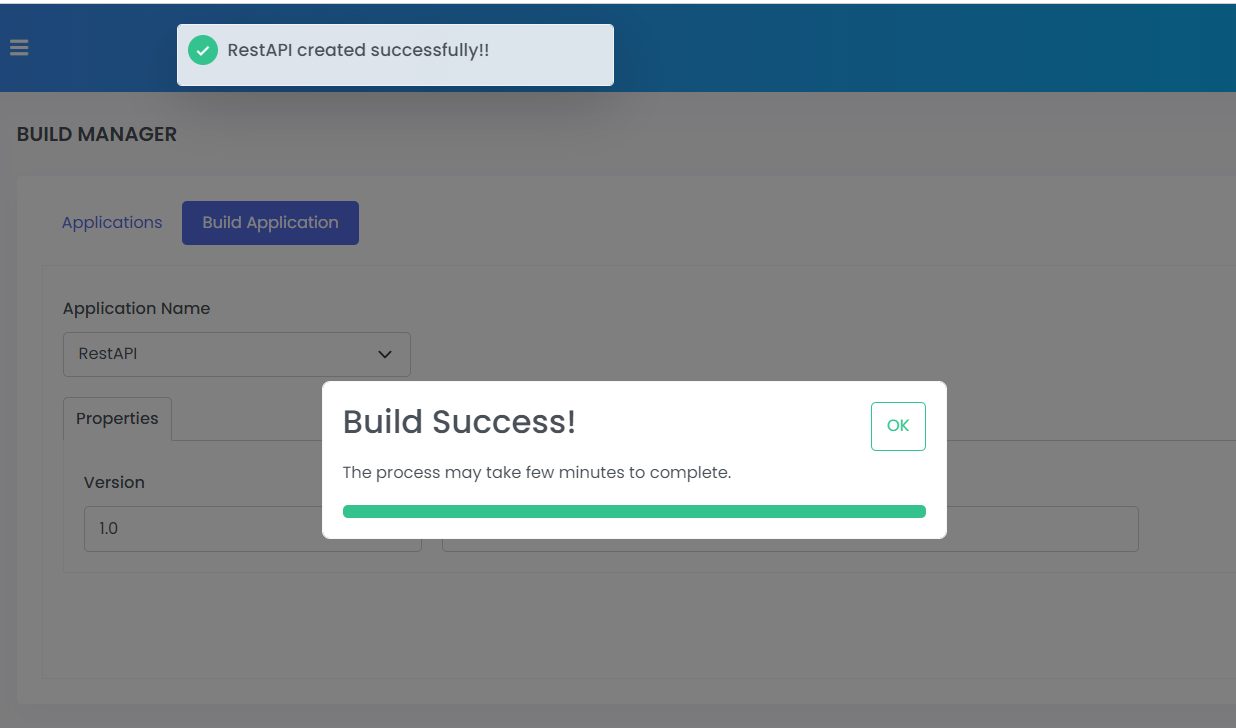 RestAPI created successfully!!
BUILD MANAGER
Applications
Build Application
Application Name
RestAPI
Properties
Build Success!
OK
The process may take few minutes to complete.
Version
1.0